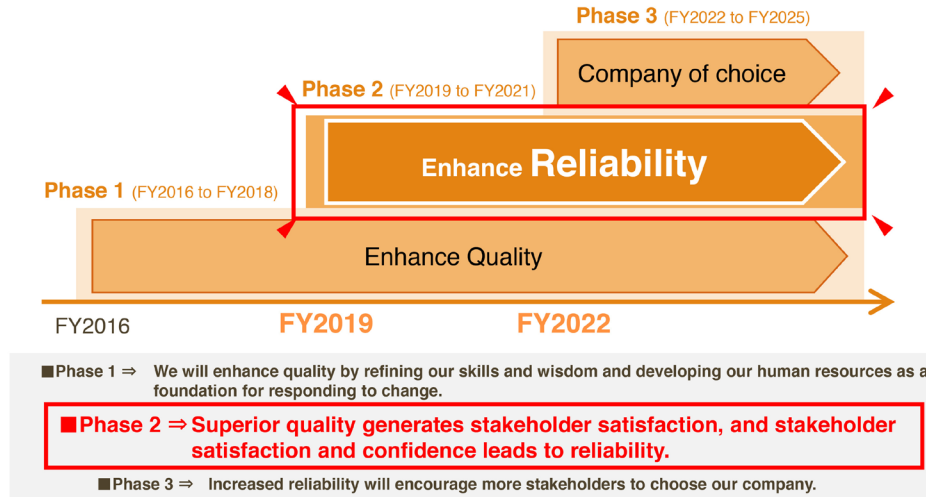 Phase 3 (FY2022 to FY2025)
Company of choice
Phase 2 (FY2019 to FY2021)
Enhance Reliability
Phase 1 (FY2016 to FY2018)
Enhance Quality
FY2016 FY2019 FY2022
■Phase 1 ⇒ We will enhance quality by refining our skills and wisdom and developing our human resources as a
foundation for responding to change.
■Phase 2 ⇒ Superior quality generates stakeholder satisfaction, and stakeholder
satisfaction and confidence leads to reliability.
■Phase 3 ⇒ Increased reliability will encourage more stakeholders to choose our company.